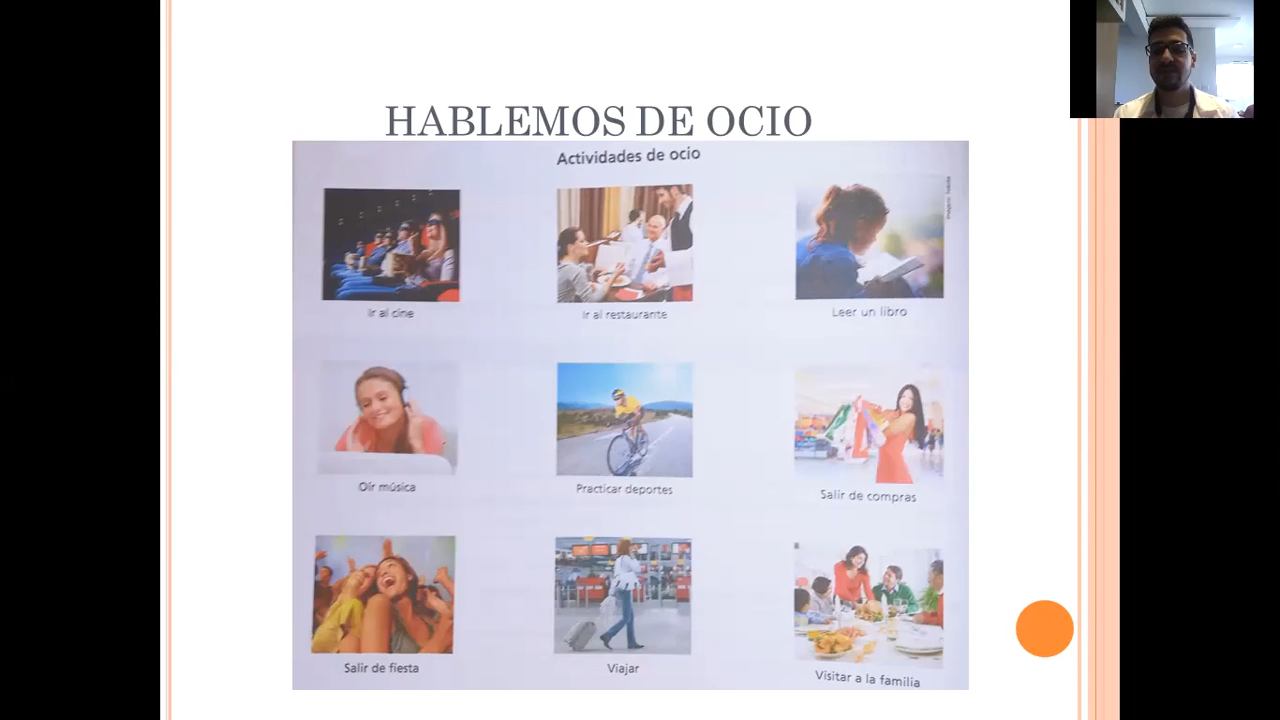 HABLEMOS DE OCIO
Actividades de ocio
Ir al cine
Ir al restaurante
Leer un libro
Oír música
Practicar deportes
Salir de compras
Salir de fiesta
Viajar
Visitar a la familia